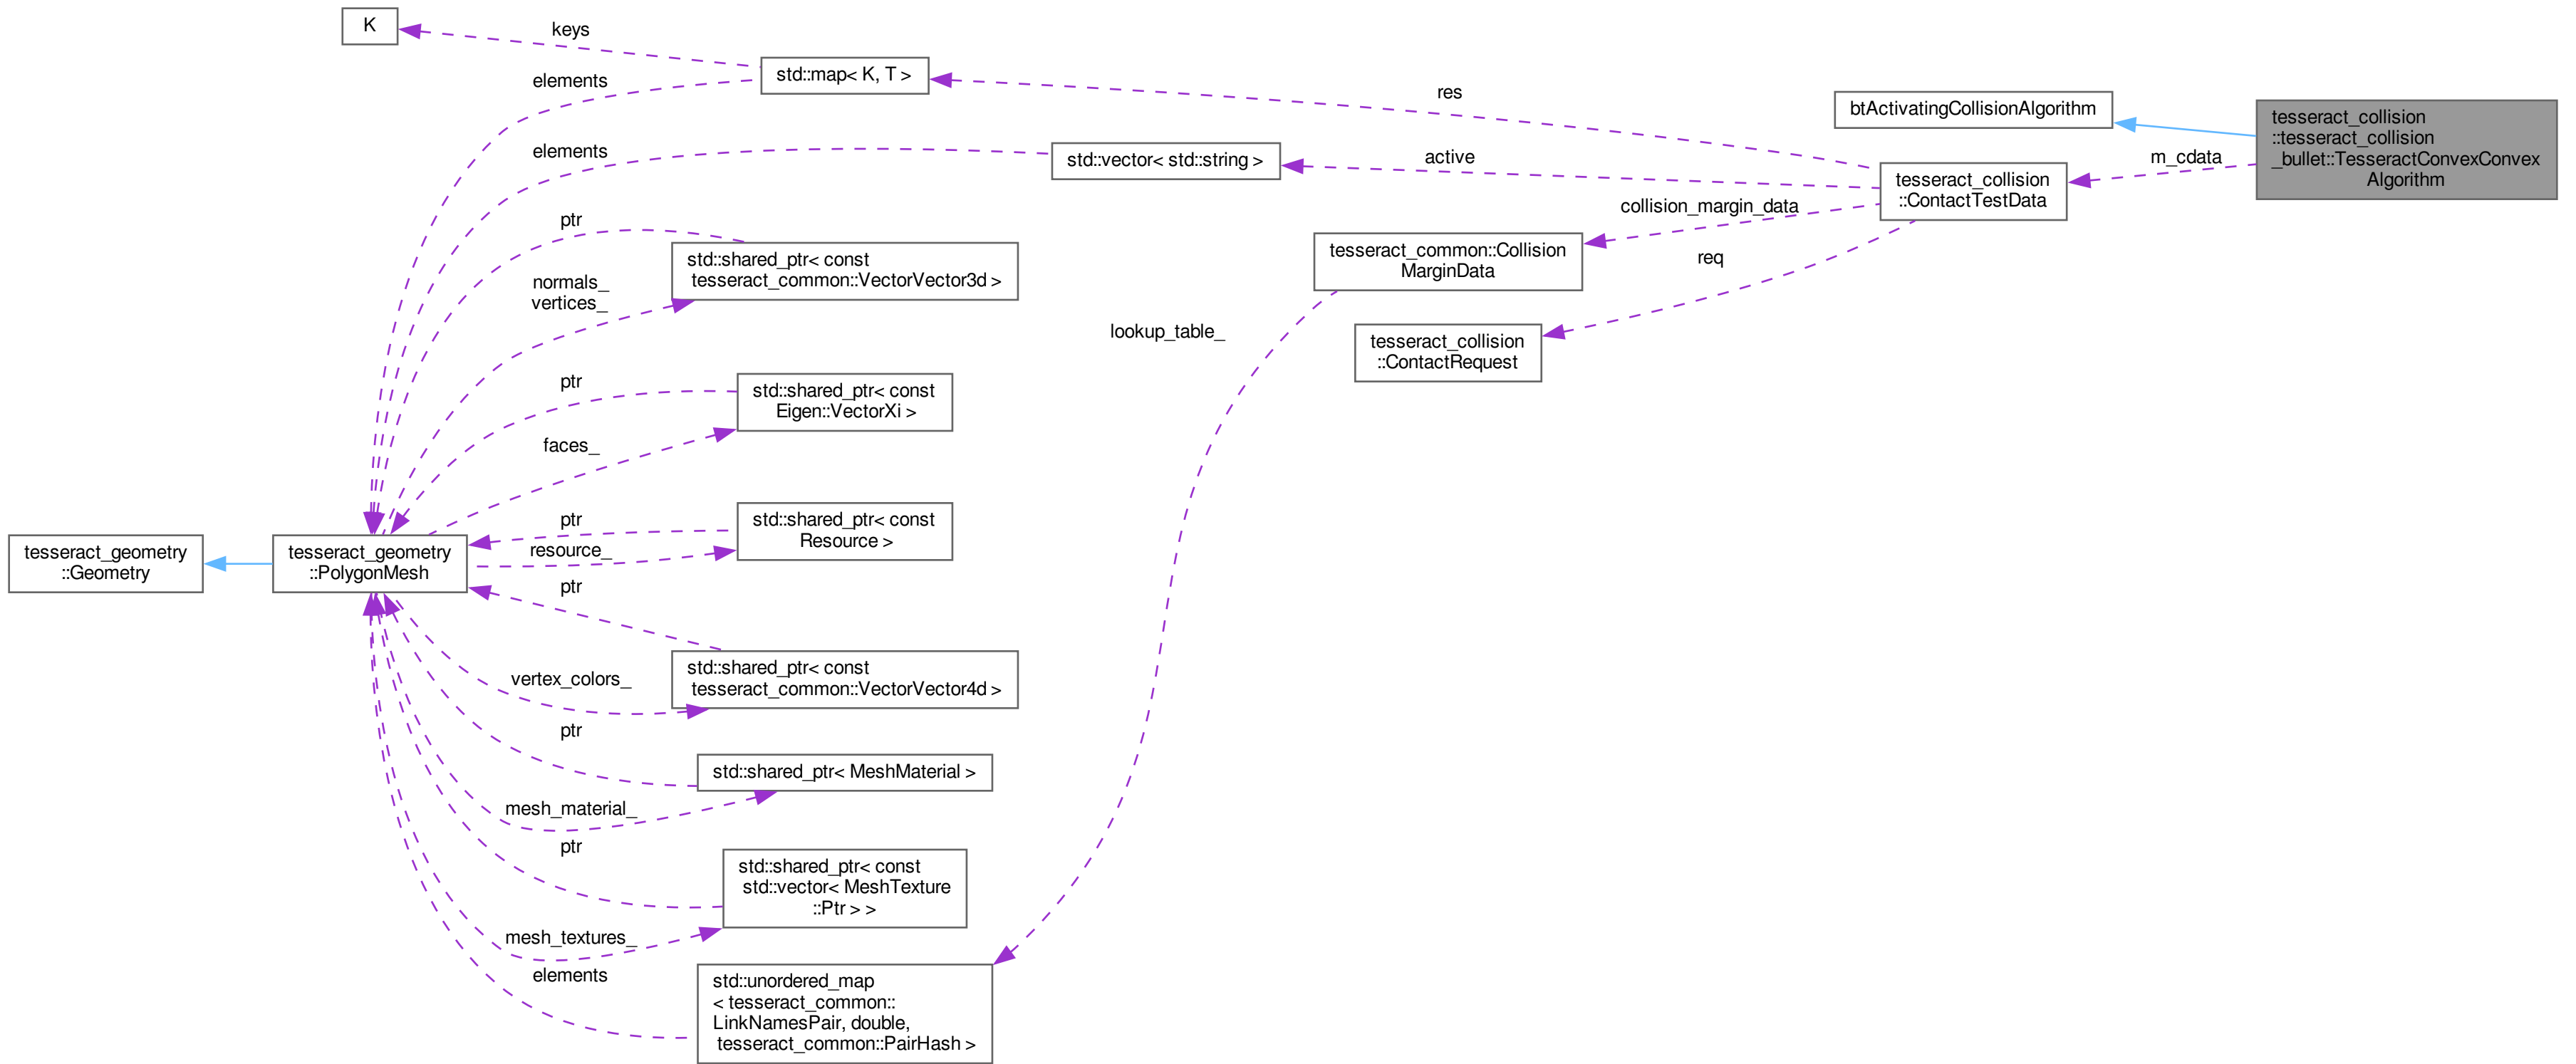 K
keys
std::map< K, T >
elements
res
btActivatingCollisionAlgorithm
tesseract_collision
::tesseract_collision
_bullet::TesseractConvexConvex
Algorithm
m_cdata
elements
std::vector< std::string >
active
tesseract_collision
::ContactTestData
collision_margin_data
ptr
std::shared_ptr< const
tesseract_common::VectorVector3d >
normals_
vertices_
tesseract_common::Collision
MarginData
req
lookup_table_
tesseract_collision
::ContactRequest
ptr
std::shared_ptr< const
Eigen::VectorXi >
faces_
ptr
std::shared_ptr< const
Resource >
resource_
tesseract_geometry
::Geometry
tesseract_geometry
::PolygonMesh
ptr
std::shared_ptr< const
tesseract_common::VectorVector4d >
vertex_colors_
ptr
std::shared_ptr< MeshMaterial >
mesh_material_
ptr
std::shared_ptr< const
std::vector< MeshTexture
::Ptr > >
mesh_textures_
elements
std::unordered_map
< tesseract_common::
LinkNamesPair, double,
tesseract_common::PairHash >